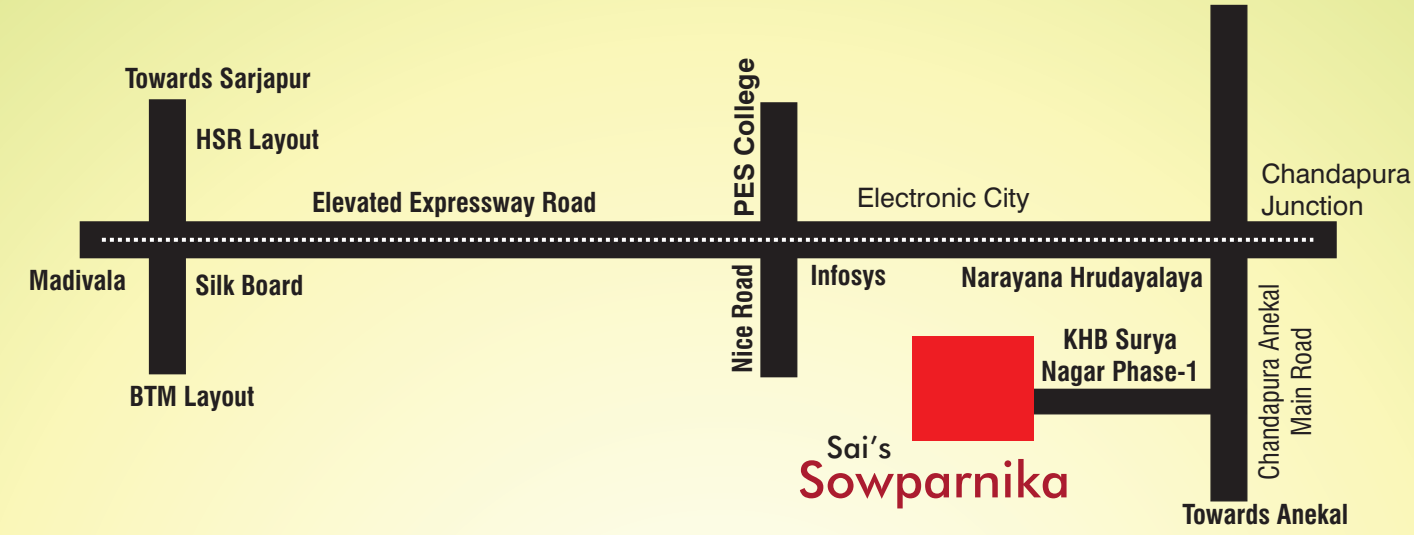 Towards Sarjapur
HSR Layout
Elevated Expressway Road
PES College
Electronic City
Chandapura
Junction
Madivala
Silk Board
Nice Road
Infosys
Narayana Hrudayalaya
KHB Surya
Nagar Phase-1
Chandapura Anekal
Main Road
BTM Layout
Sai's
Sowparnika
Towards Anekal